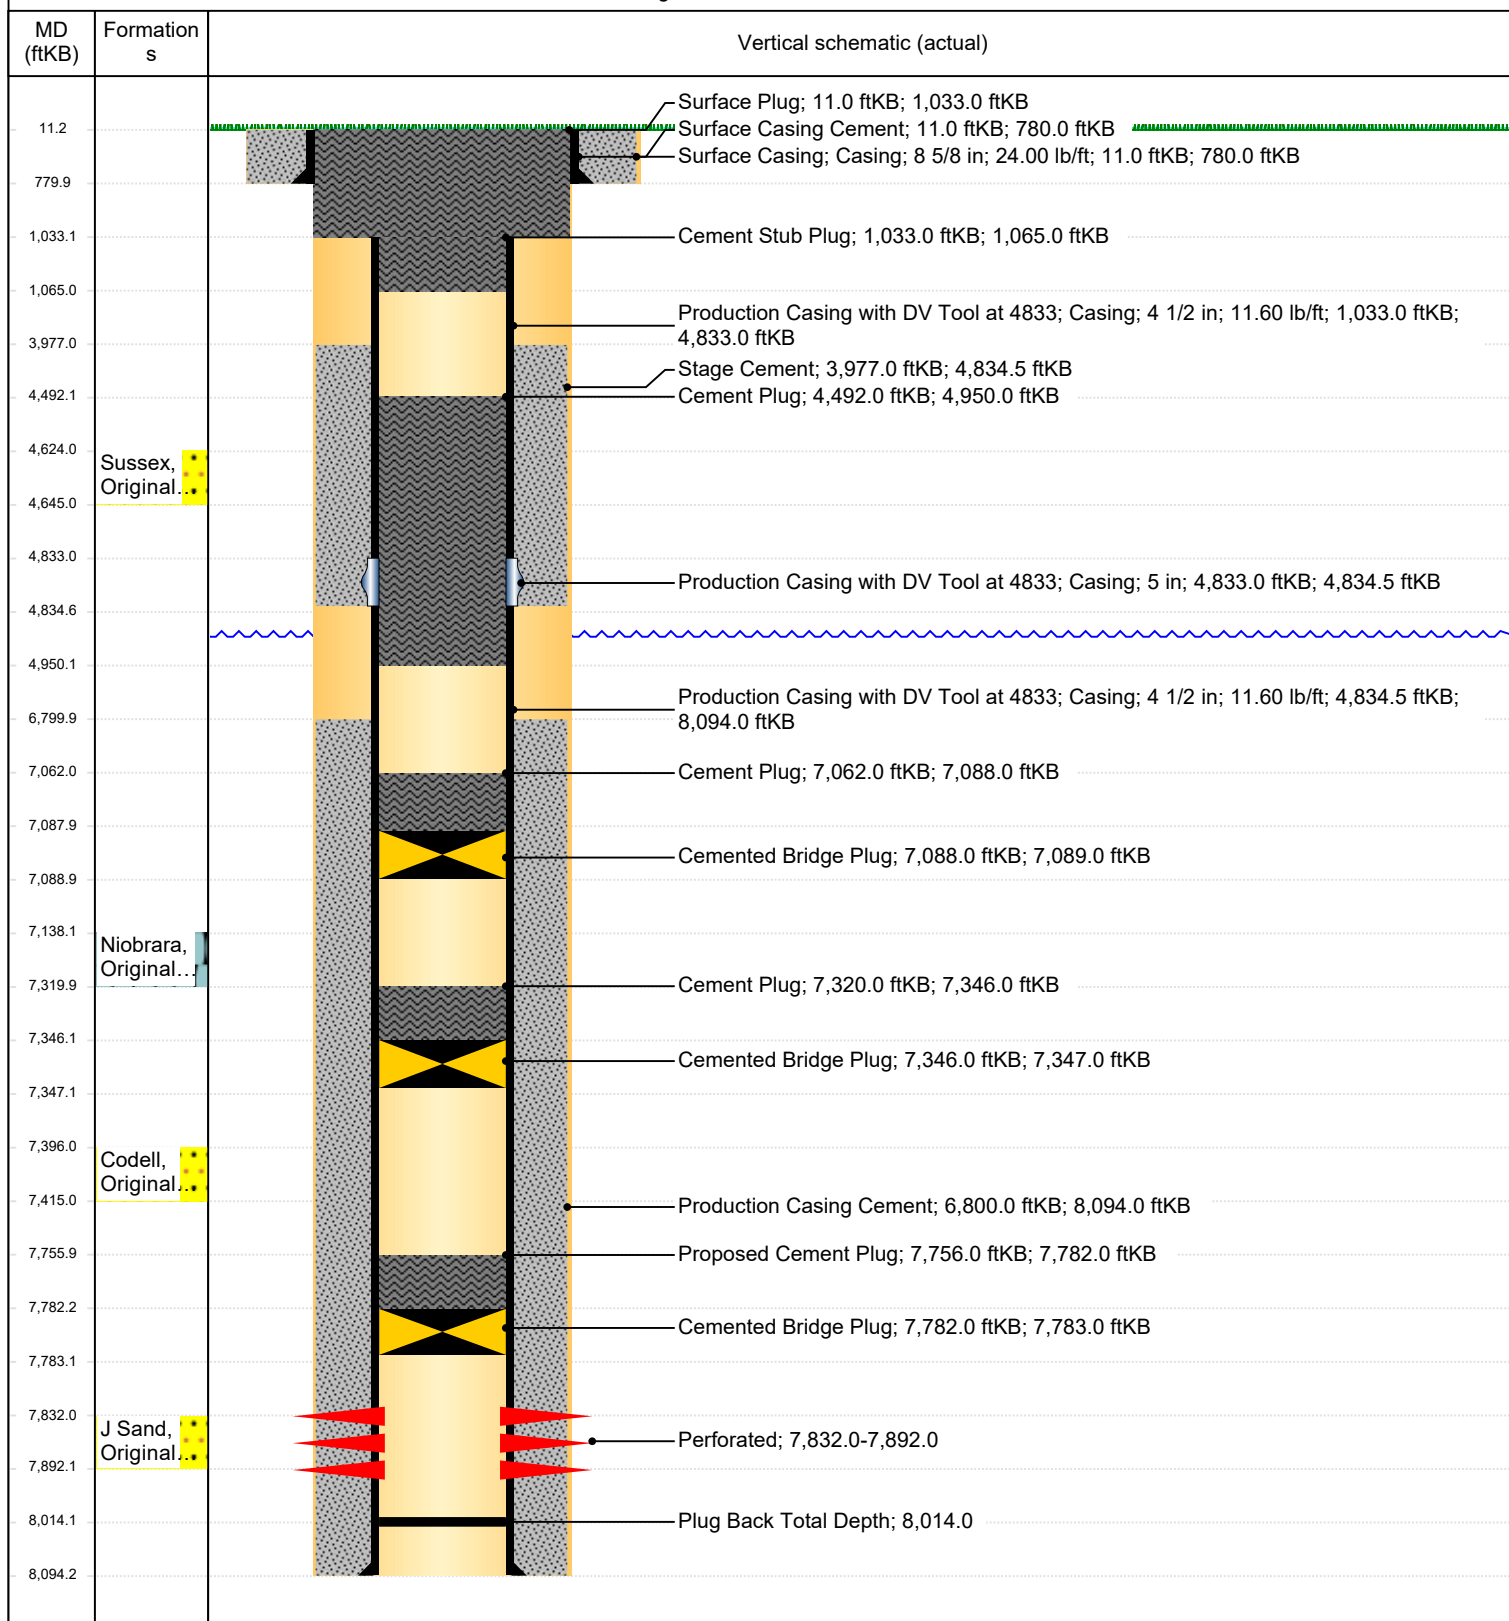 MD
(ftKB)
Formation
s
Vertical schematic (actual)
Surface Plug; 11.0 ftKB; 1,033.0 ftKB
11.2
Surface Casing Cement; 11.0 ftKB; 780.0 ftKB
Surface Casing; Casing; 8 5/8 in; 24.00 lb/ft; 11.0 ftKB; 780.0 ftKB
779.9
1,033.1
Cement Stub Plug; 1,033.0 ftKB; 1,065.0 ftKB
1,065.0
Production Casing with DV Tool at 4833; Casing; 4 1/2 in; 11.60 lb/ft; 1,033.0 ftKB;
4,833.0 ftKB
3,977.0
Stage Cement; 3,977.0 ftKB; 4,834.5 ftKB
4,492.1
Cement Plug; 4,492.0 ftKB; 4,950.0 ftKB
4,624.0
Sussex,
Original...
4,645.0
4,833.0
Production Casing with DV Tool at 4833; Casing; 5 in; 4,833.0 ftKB; 4,834.5 ftKB
4,834.6
4,950.1
Production Casing with DV Tool at 4833; Casing; 4 1/2 in; 11.60 lb/ft; 4,834.5 ftKB;
8,094.0 ftKB
6,799.9
7,062.0
Cement Plug; 7,062.0 ftKB; 7,088.0 ftKB
7,087.9
Cemented Bridge Plug; 7,088.0 ftKB; 7,089.0 ftKB
7,088.9
7,138.1
Niobrara,
Original...
7,319.9
Cement Plug; 7,320.0 ftKB; 7,346.0 ftKB
7,346.1
Cemented Bridge Plug; 7,346.0 ftKB; 7,347.0 ftKB
7,347.1
7,396.0
Codell,
Original...
7,415.0
Production Casing Cement; 6,800.0 ftKB; 8,094.0 ftKB
7,755.9
Proposed Cement Plug; 7,756.0 ftKB; 7,782.0 ftKB
7,782.2
Cemented Bridge Plug; 7,782.0 ftKB; 7,783.0 ftKB
7,783.1
7,832.0
J Sand,
Original...
Perforated; 7,832.0-7,892.0
7,892.1
8,014.1
Plug Back Total Depth; 8,014.0
8,094.2